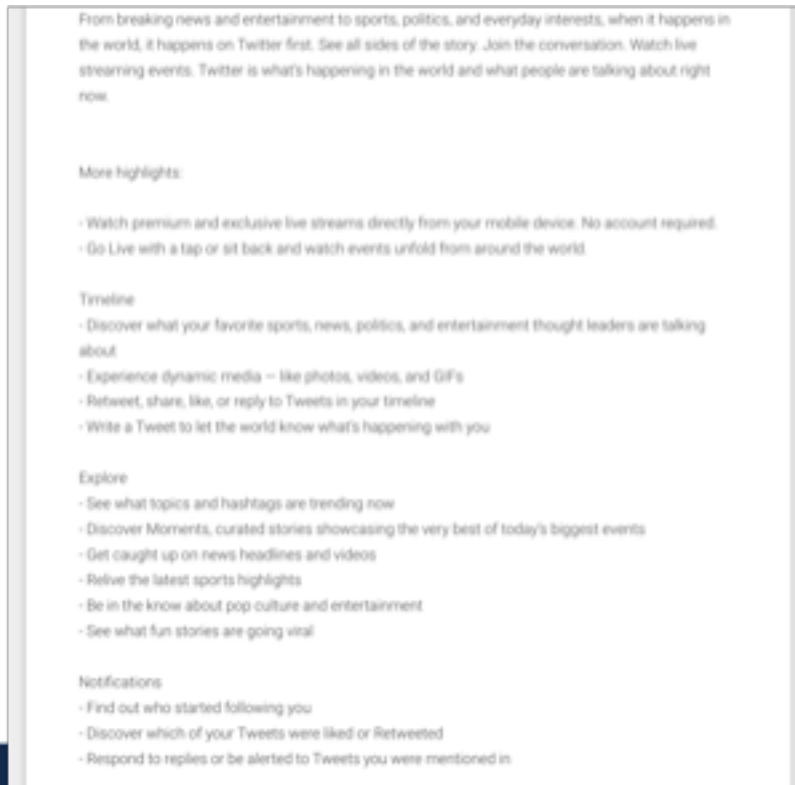 From breaking news and entertainment to sports, politics, and everyday interests, when it happens in
the world, it happens on Twitter first. See all sides of the story. Join the conversation. Watch live
streaming events. Twitter is what's happening in the world and what people are talking about right
now.
More highlights:
- Watch premium and exclusive live streams directly from your mobile device. No account required.
- Go Live with a tap or sit back and watch events unfold from around the world.
Timeline
- Discover what your favorite sports, news, politics, and entertainment thought leaders are talking
about
- Experience dynamic media — like photos, videos, and GIFs
- Retweet, share, like, or reply to Tweets in your timeline
- Write a Tweet to let the world know what's happening with you
Explore
- See what topics and hashtags are trending now
- Discover Moments, curated stories showcasing the very best of today's biggest events
- Get caught up on news headlines and videos
- Relive the latest sports highlights
- Be in the know about pop culture and entertainment
- See what fun stories are going viral
Notifications
- Find out who started following you
- Discover which of your Tweets were liked or Retweeted
- Respond to replies or be alerted to Tweets you were mentioned in